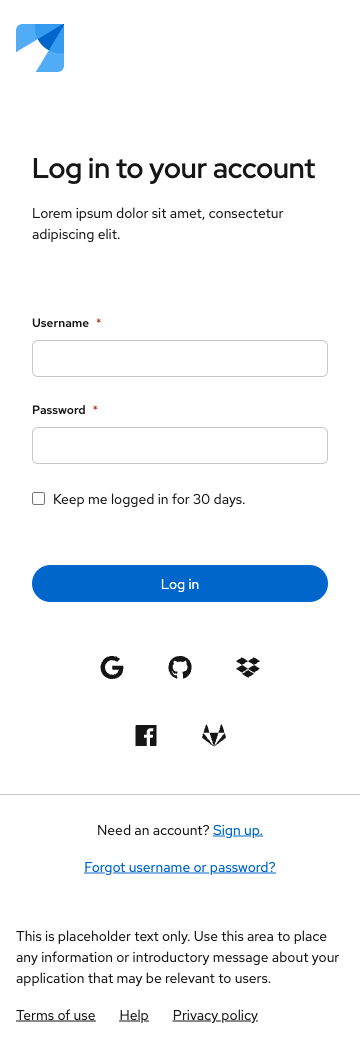 Log in to your account
Lorem ipsum dolor sit amet, consectetur
adipiscing elit.
Username *
Password *
Keep me logged in for 30 days.
Log in
Need an account? Sign up.
Forgot username or password?
This is placeholder text only. Use this area to place
any information or introductory message about your
application that may be relevant to users.
Terms of use Help Privacy policy